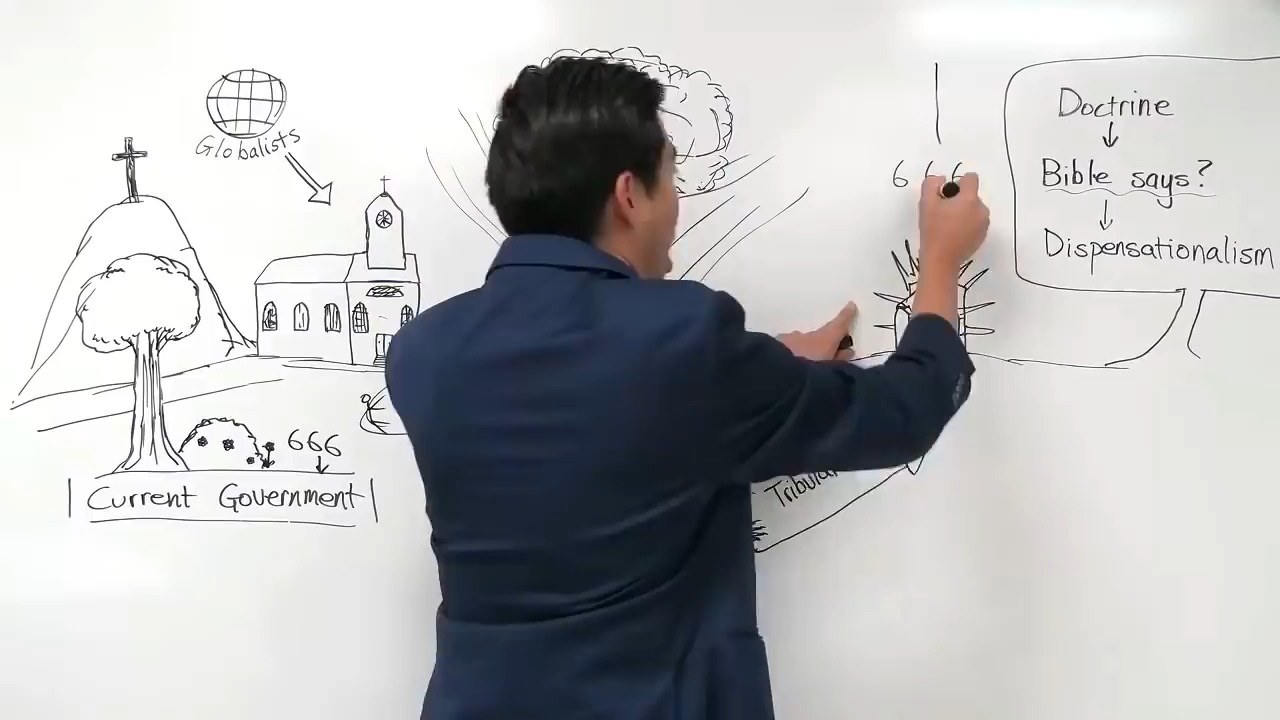 Globalists
666
Current Government
666
Doctrine
Bible says?
Dispensationalism